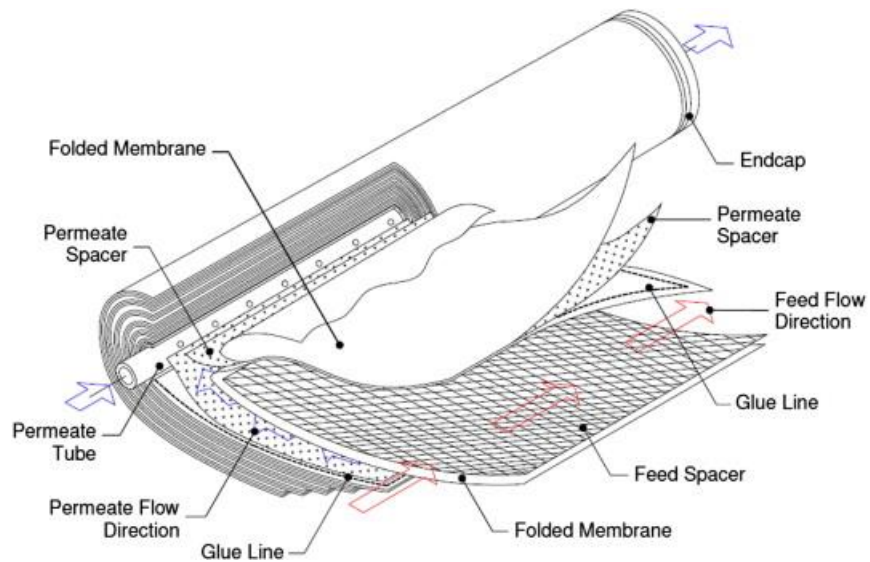 Folded Membrane
Endcap
Permeate
Spacer
Permeate
Spacer
Feed Flow
Direction
Glue Line
Permeate
Tube
Feed Spacer
Permeate Flow
Direction
Folded Membrane
Glue Line